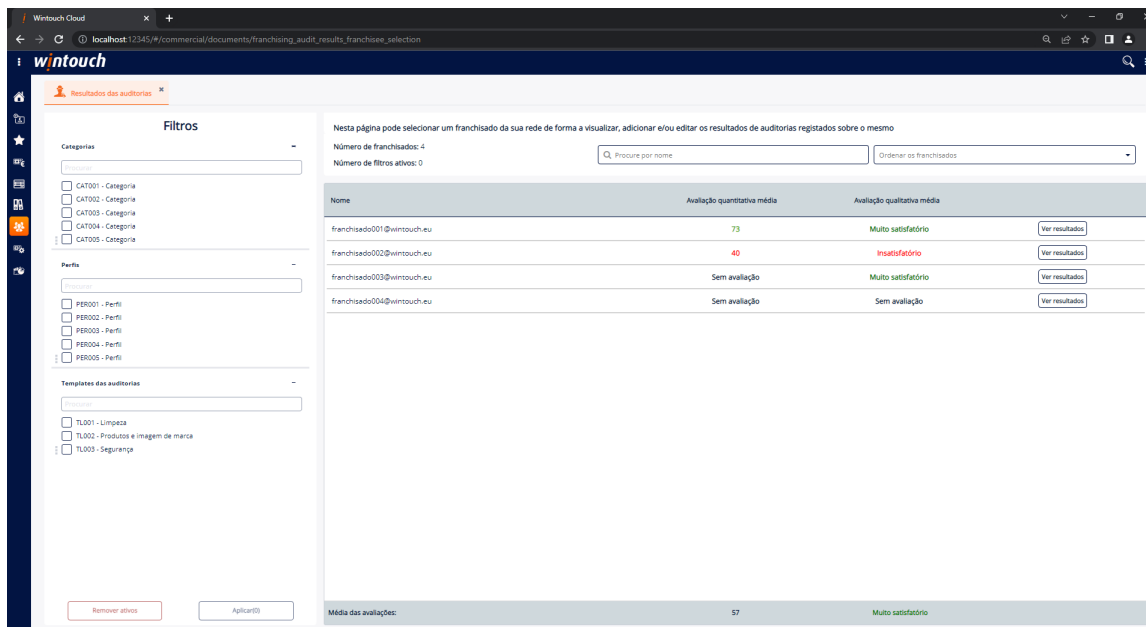 Wintouch Cloud
localhost:12345/#/commercial/documents/franchising_audit_results_franchisee_selection
wintouch
Resultados das auditorias
Filtros
Categorias
Procurar
CAT001 - Categoria
CAT002 - Categoria
CAT003 - Categoria
CAT004 - Categoria
CAT005 - Categoria
Perfis
Procurar
PER001 - Perfil
PER002 - Perfil
PER003 - Perfil
PER004 - Perfil
PER005 - Perfil
Templates das auditorias
Procurar
TL001 - Limpeza
TL002 - Produtos e imagem de marca
TL003 - Segurança
Remover ativos Aplicar(0)
Nesta página pode selecionar um franchisado da sua rede de forma a visualizar, adicionar e/ou editar os resultados de auditorias registados sobre o mesmo
Número de franchisados: 4
Número de filtros ativos: 0
Procure por nome Ordenar os franchisados
Nome Avaliação quantitativa média Avaliação qualitativa média
franchisado001@wintouch.eu 73 Muito satisfatório Ver resultados
franchisado002@wintouch.eu 40 Insatisfatório Ver resultados
franchisado003@wintouch.eu Sem avaliação Muito satisfatório Ver resultados
franchisado004@wintouch.eu Sem avaliação Sem avaliação Ver resultados
Média das avaliações: 57 Muito satisfatório